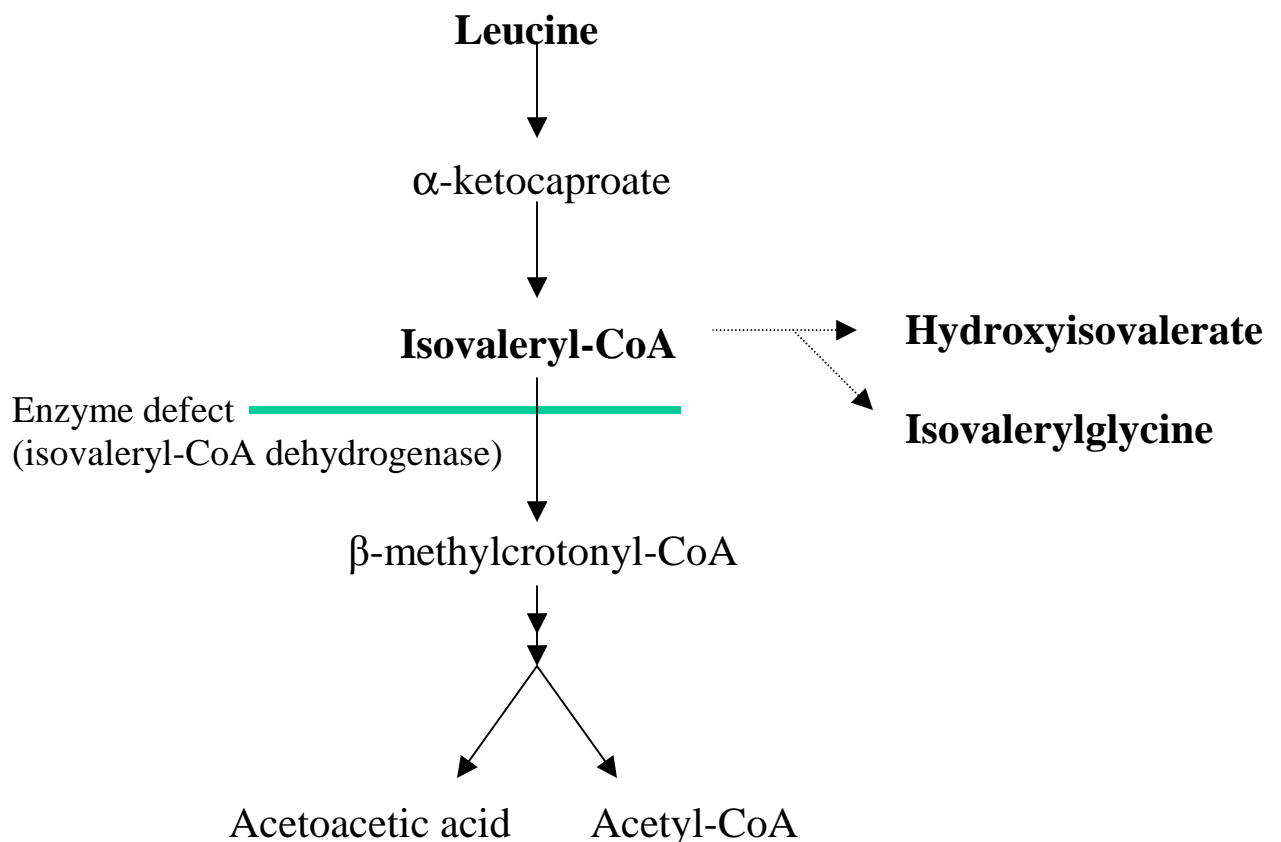 Leucine
α-ketocaproate
Isovaleryl-CoA
Hydroxyisovalerate
Isovalerylglycine
Enzyme defect
(isovaleryl-CoA dehydrogenase)
β-methylcrotonyl-CoA
Acetoacetic acid
Acetyl-CoA